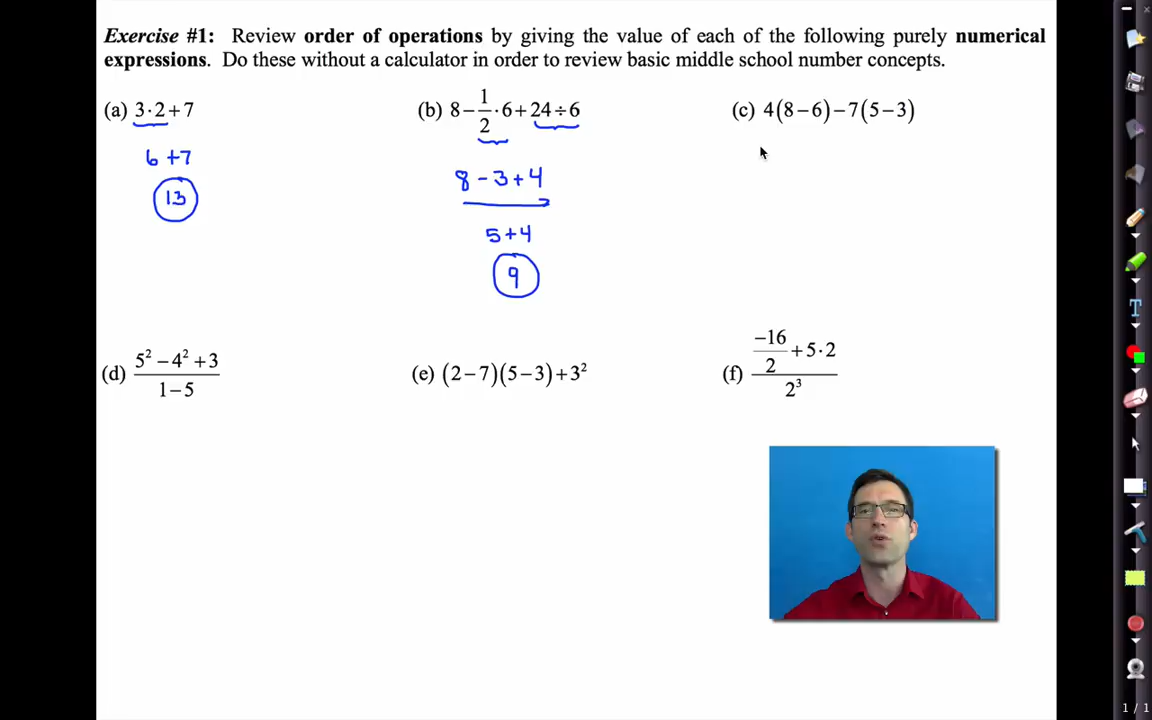 Exercise #1: Review order of operations by giving the value of each of the following purely numerical
expressions. Do these without a calculator in order to review basic middle school number concepts.
(a) 3·2+7
6+7
13
(b) 8−1/2·6+24÷6
8−3+4
5+4
9
(c) 4(8−6)−7(5−3)
(d) (5²−4²+3)/(1−5)
(e) (2−7)(5−3)+3²
(f) (−16/2+5·2)/2³
T
1 / 1